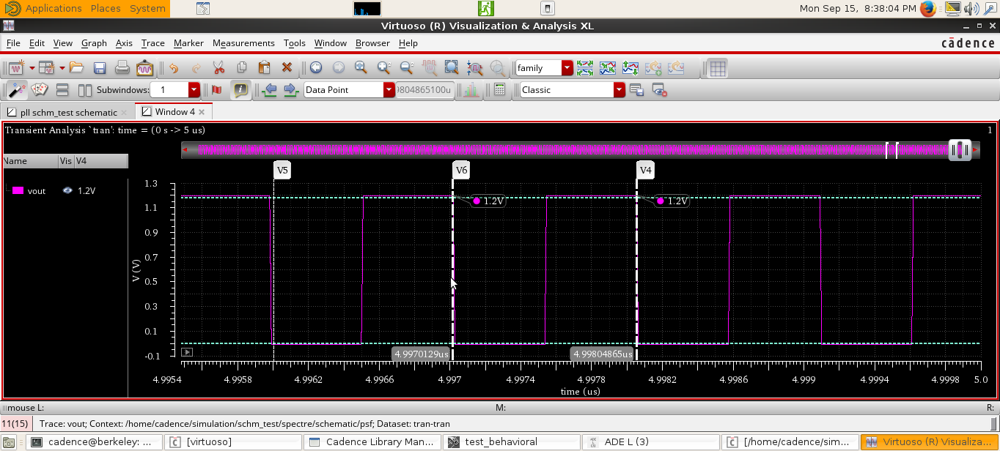 Applications Places System Mon Sep 15, 8:38:04 PM
Virtuoso (R) Visualization & Analysis XL
File Edit View Graph Axis Trace Marker Measurements Tools Window Browser Help cādence
family
Subwindows: 1 Data Point 9804865100u Classic
pll schm_test schematic Window 4
Transient Analysis `tran': time = (0 s -> 5 us) 1
Name Vis V4
V5 V6 V4
vout 1.2V
1.3
1.2V 1.2V
1.1
0.9
0.7
V (V)
0.5
0.3
0.1
-0.1 4.9970129us 4.99804865us
4.9954 4.9958 4.9962 4.9966 4.997 4.9974 4.9978 4.9982 4.9986 4.999 4.9994 4.9998 5.0
time (us)
mouse L: M: R:
11(15) Trace: vout; Context: /home/cadence/simulation/schm_test/spectre/schematic/psf; Dataset: tran-tran
cadence@berkeley: ... [virtuoso] Cadence Library Man... test_behavioral ADE L (3) [/home/cadence/sim... Virtuoso (R) Visualiza...